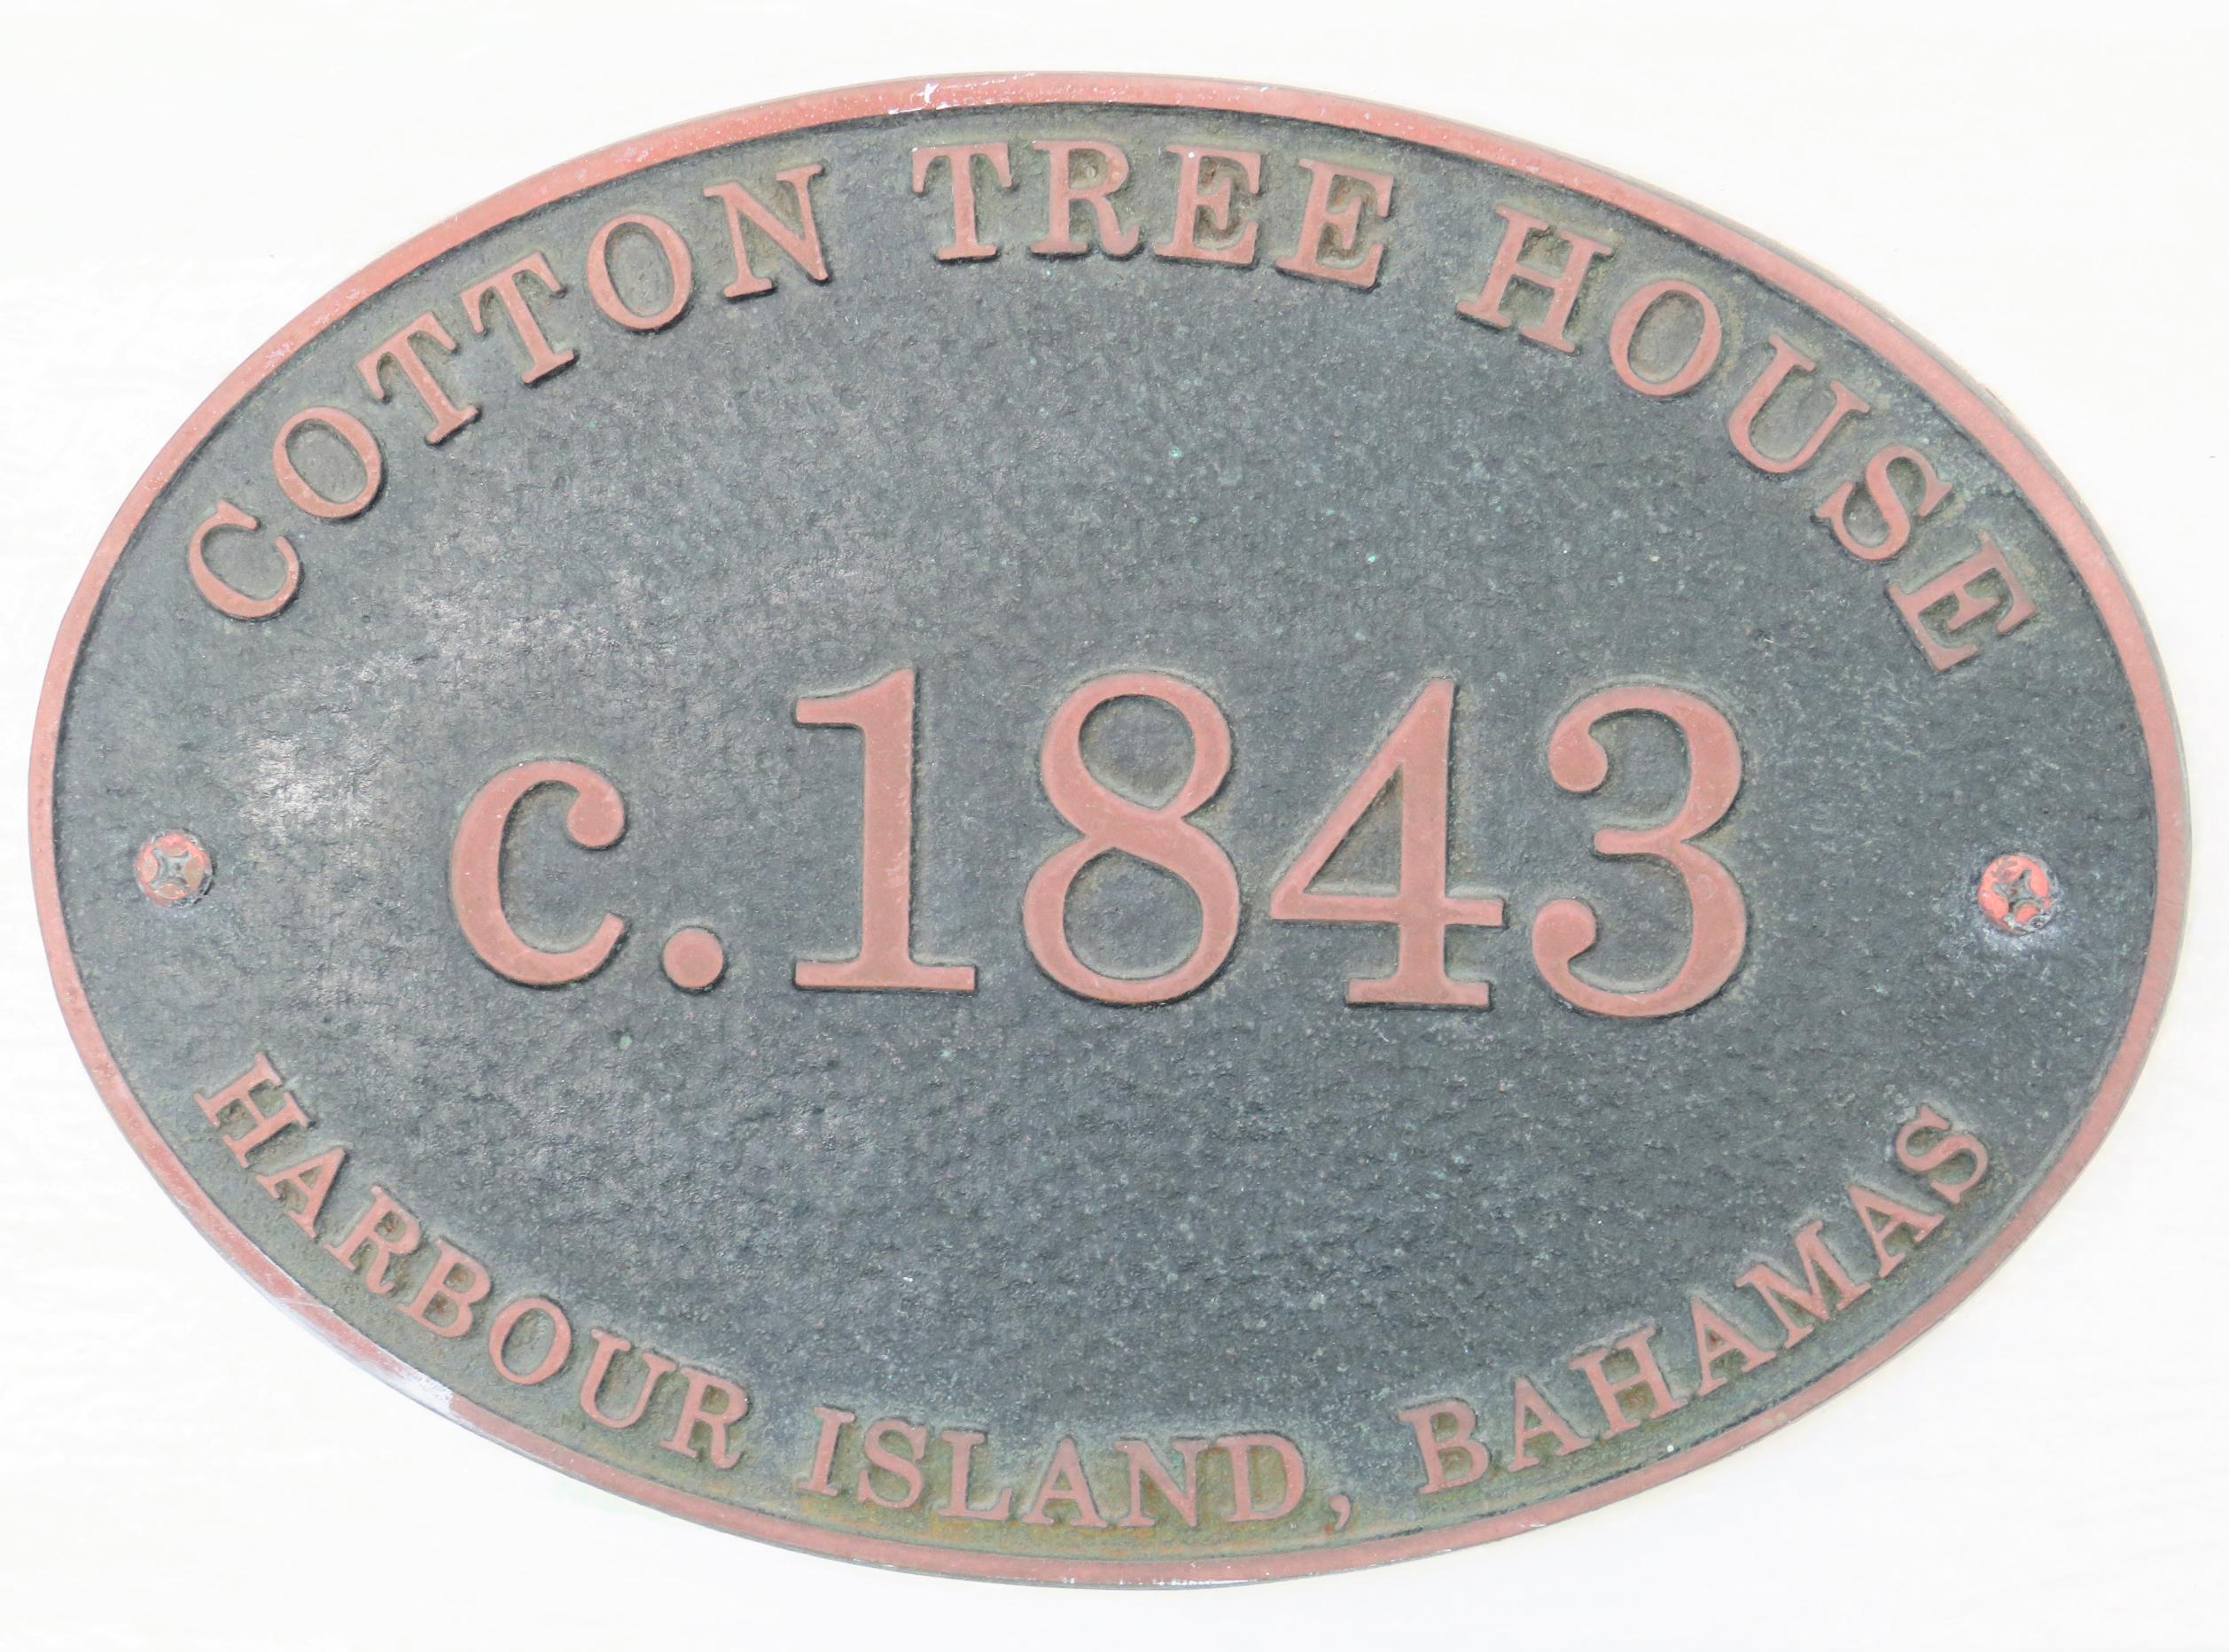 COTTON TREE HOUSE
c.1843
HARBOUR ISLAND, BAHAMAS